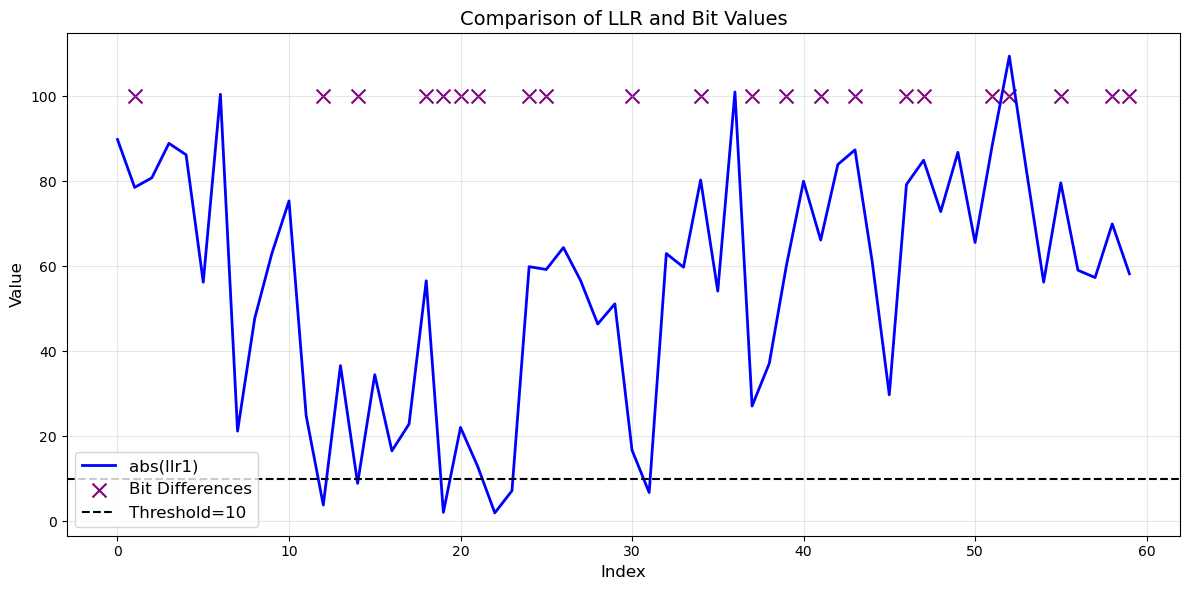 Comparison of LLR and Bit Values
Value
100
80
60
40
20
0
abs(llr1)
Bit Differences
Threshold=10
0 10 20 30 40 50 60
Index